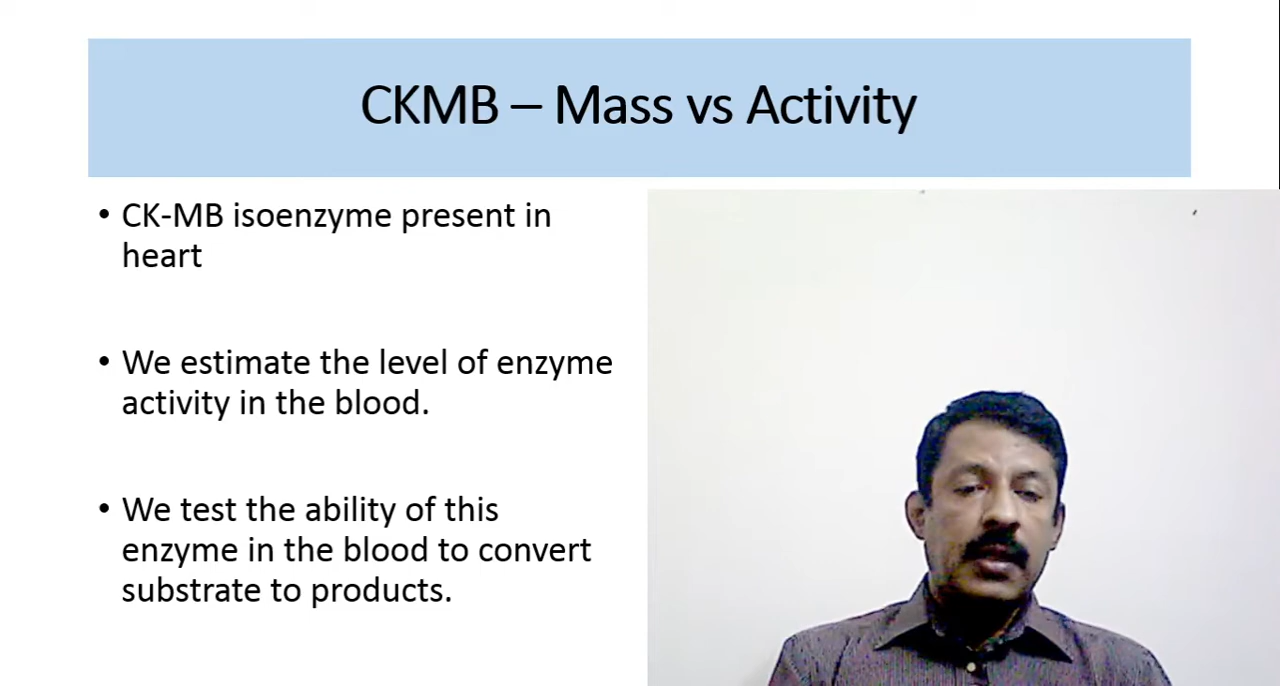 CKMB – Mass vs Activity
• CK-MB isoenzyme present in
heart
• We estimate the level of enzyme
activity in the blood.
• We test the ability of this
enzyme in the blood to convert
substrate to products.